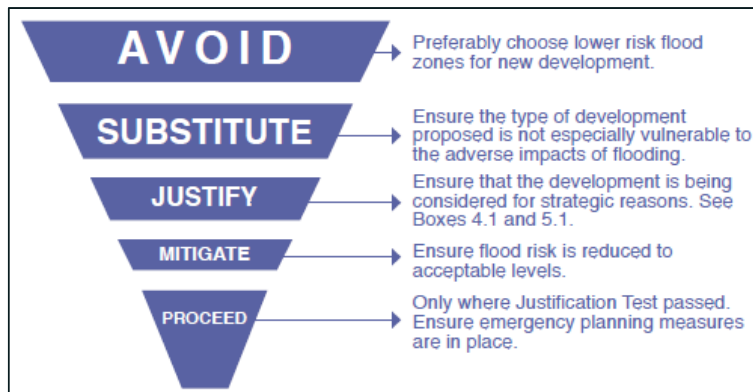 AVOID
Preferably choose lower risk flood
zones for new development.
SUBSTITUTE
Ensure the type of development
proposed is not especially vulnerable to
the adverse impacts of flooding.
JUSTIFY
Ensure that the development is being
considered for strategic reasons. See
Boxes 4.1 and 5.1.
MITIGATE
Ensure flood risk is reduced to
acceptable levels.
PROCEED
Only where Justification Test passed.
Ensure emergency planning measures
are in place.